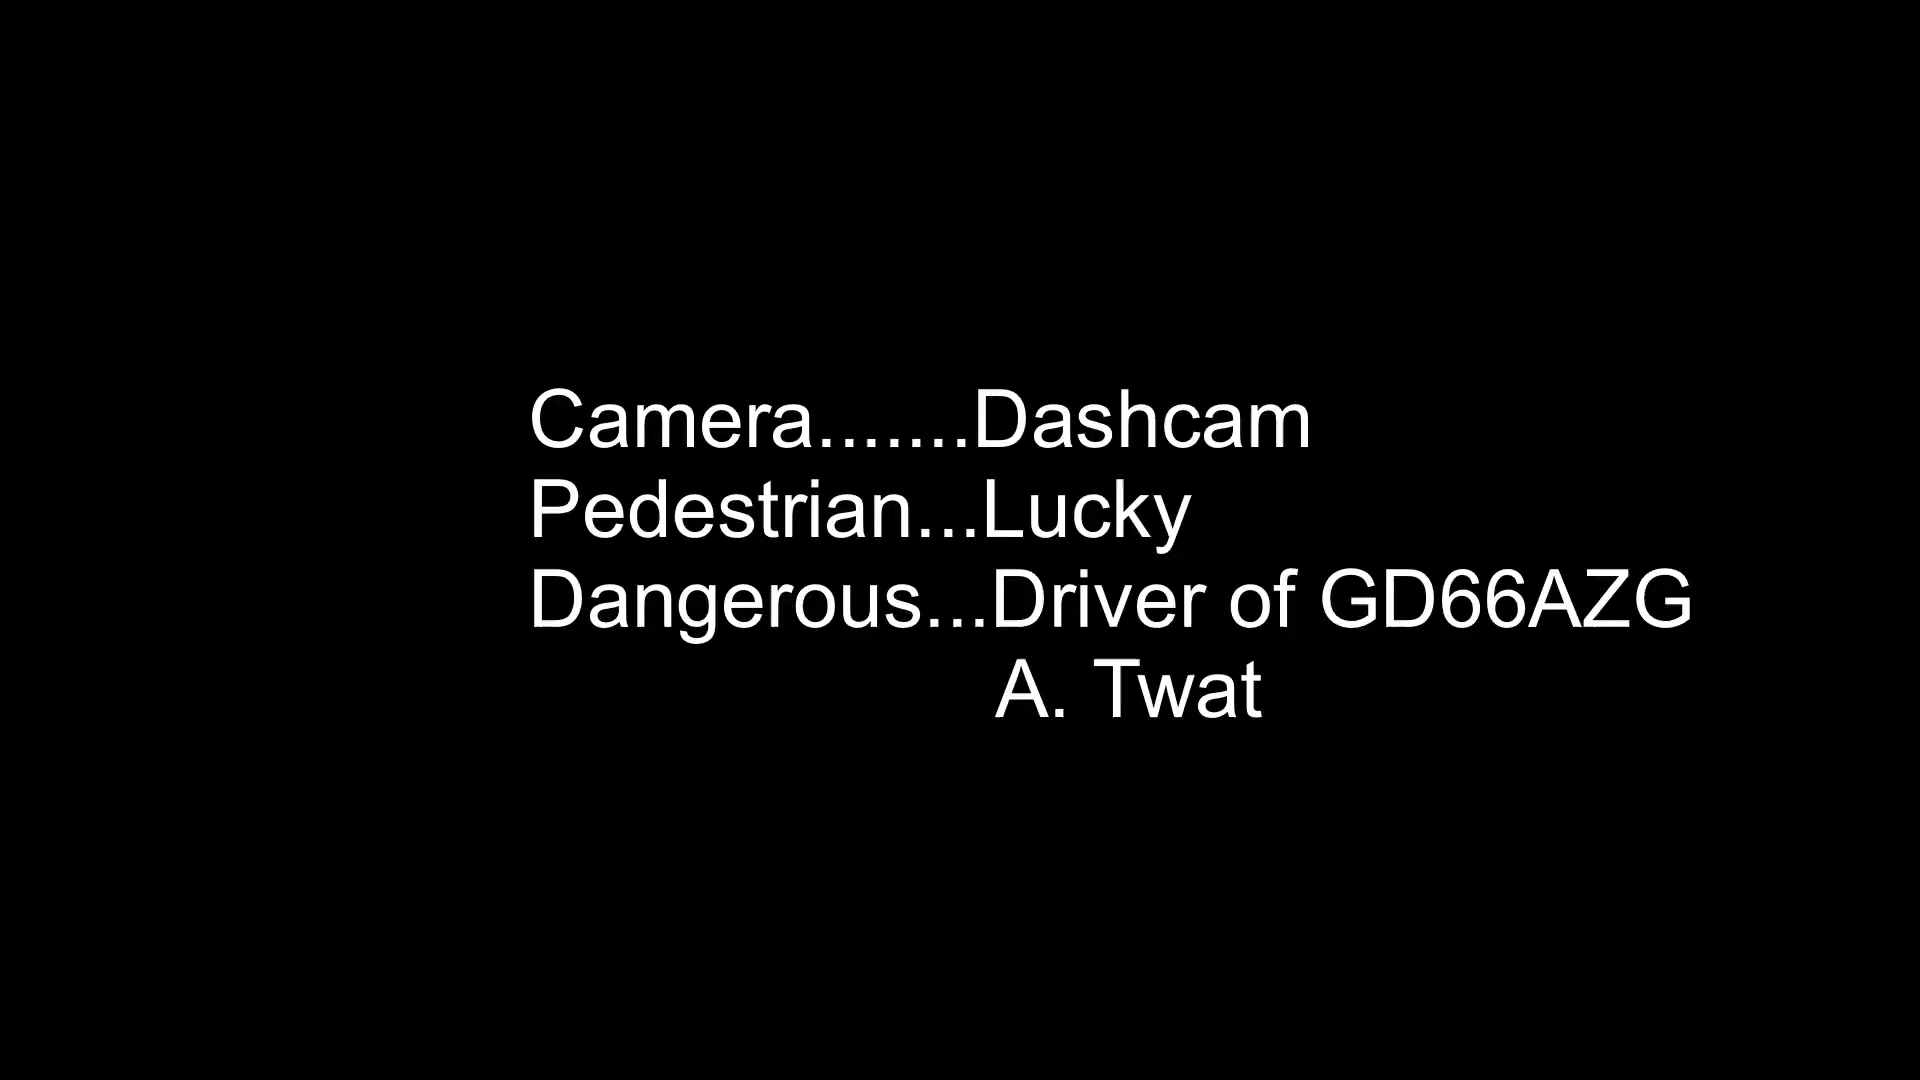 Camera.......Dashcam
Pedestrian...Lucky
Dangerous...Driver of GD66AZG
A. Twat